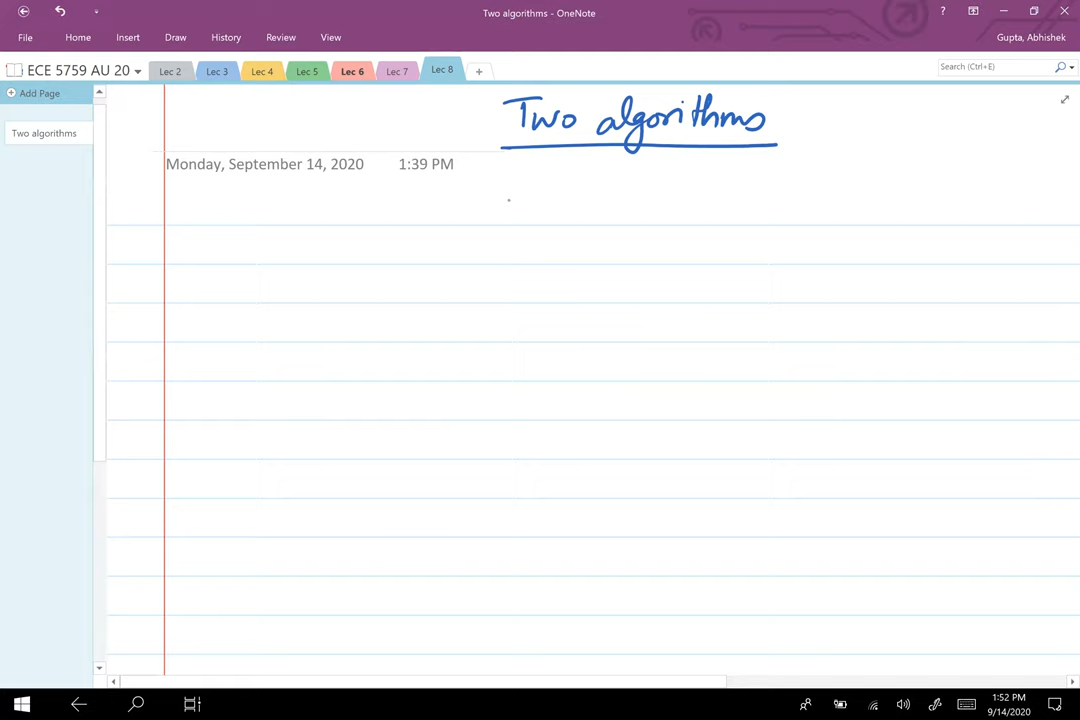 Two algorithms - OneNote
?
File Home Insert Draw History Review View
Gupta, Abhishek
ECE 5759 AU 20
Lec 2 Lec 3 Lec 4 Lec 5 Lec 6 Lec 7 Lec 8 +
Search (Ctrl+E)
Add Page
Two algorithms
Two algorithms
Monday, September 14, 2020 1:39 PM
1:52 PM
9/14/2020